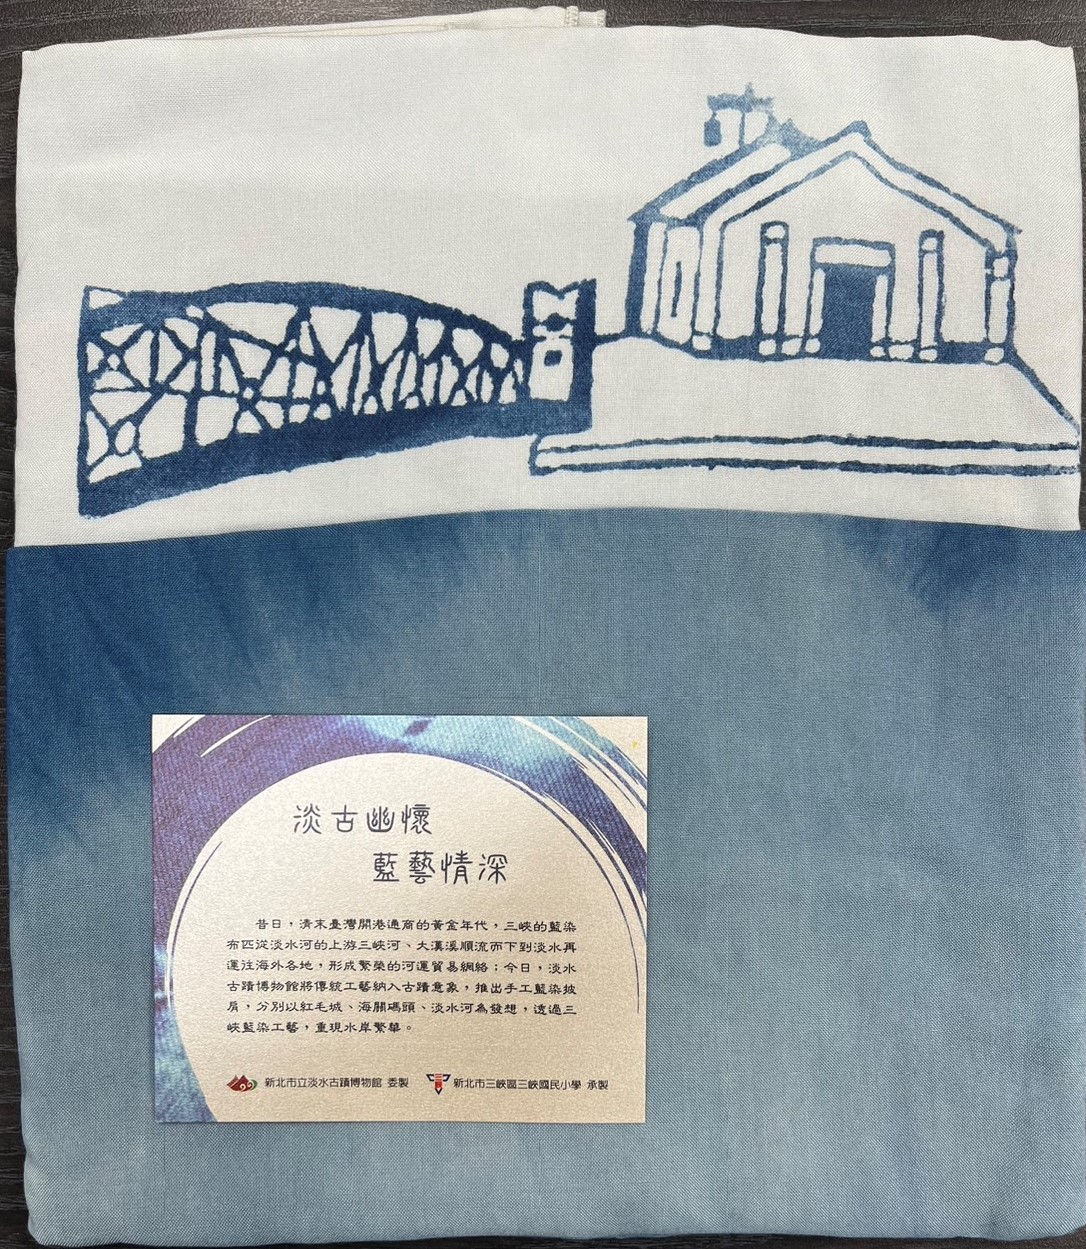 淡古幽懷
藍藝情深
昔日，清末臺灣開港通商的黃金年代，三峽的藍染
布匹從淡水河的上游三峽河、大漢溪順流而下到淡水再
運往海外各地，形成繁榮的河運貿易網絡；今日，淡水
古蹟博物館將傳統工藝納入古蹟意象，推出手工藍染披
肩，分別以紅毛城、海關碼頭、淡水河為發想，透過三
峽藍染工藝，重現水岸繁華。
新北市立淡水古蹟博物館 委製 新北市三峽區三峽國民小學 承製